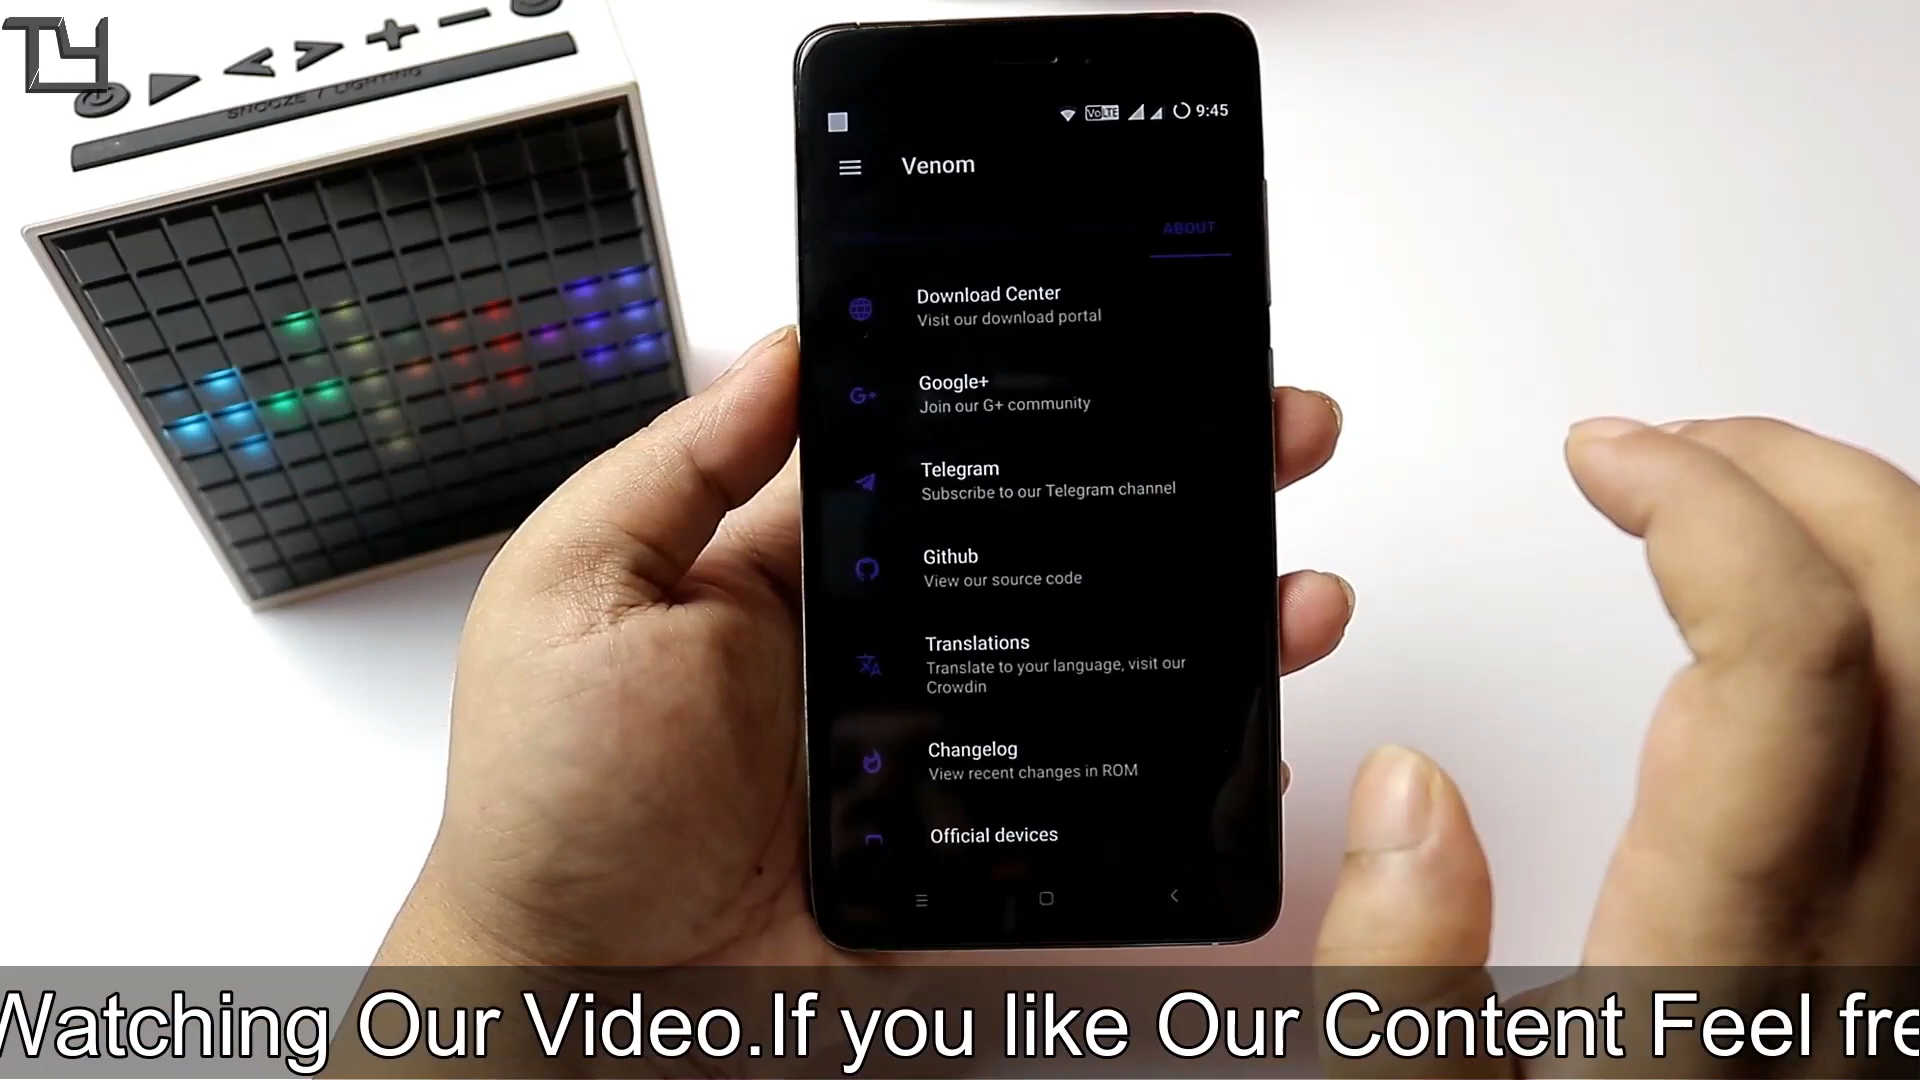 TY
SNOOZE / LIGHTING
VoLTE 9:45
Venom
ABOUT
Download Center
Visit our download portal
Google+
G+
Join our G+ community
Telegram
Subscribe to our Telegram channel
Github
View our source code
Translations
Translate to your language, visit our
Crowdin
Changelog
View recent changes in ROM
Official devices
Watching Our Video.If you like Our Content Feel fre